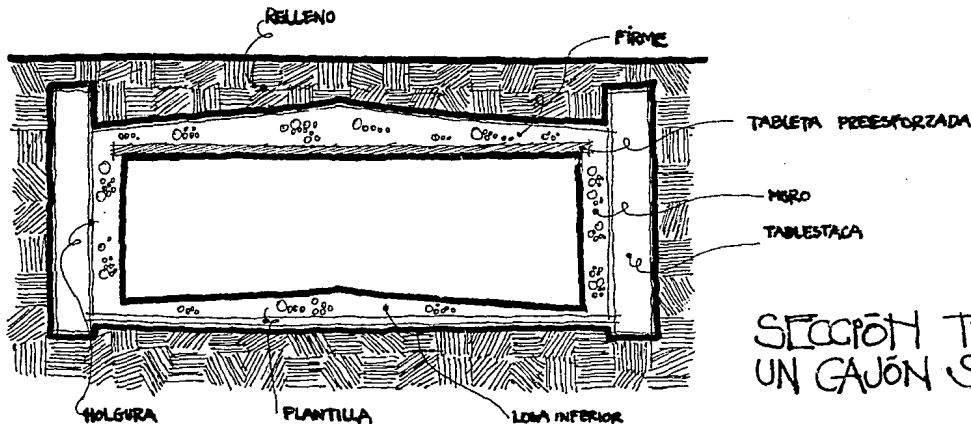 RELLENO
FIRME
TABLETA PREESFORZADA
MURO
TABLESTACA
SECCIÓN T
UN CAJÓN S
HOLGURA
PLANTILLA
LOSA INFERIOR